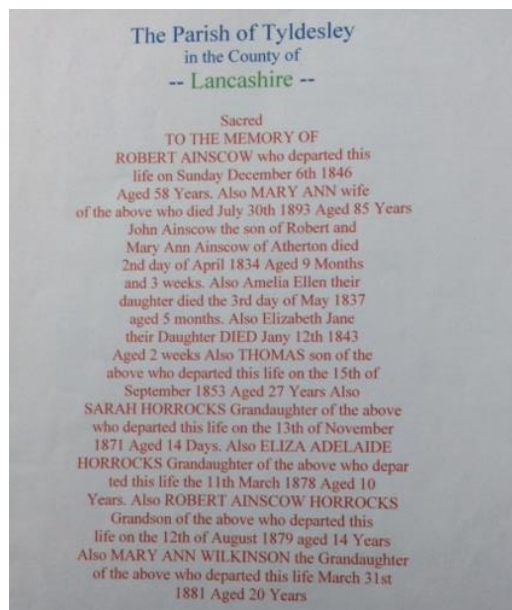 The Parish of Tyldesley
in the County of
-- Lancashire --
Sacred
TO THE MEMORY OF
ROBERT AINSCOW who departed this
life on Sunday December 6th 1846
Aged 58 Years. Also MARY ANN wife
of the above who died July 30th 1893 Aged 85 Years
John Ainscow the son of Robert and
Mary Ann Ainscow of Atherton died
2nd day of April 1834 Aged 9 Months
and 3 weeks. Also Amelia Ellen their
daughter died the 3rd day of May 1837
aged 5 months. Also Elizabeth Jane
their Daughter DIED Jany 12th 1843
Aged 2 weeks Also THOMAS son of the
above who departed this life on the 15th of
September 1853 Aged 27 Years Also
SARAH HORROCKS Grandaughter of the above
who departed this life on the 13th of November
1871 Aged 14 Days. Also ELIZA ADELAIDE
HORROCKS Grandaughter of the above who depar
ted this life the 11th March 1878 Aged 10
Years. Also ROBERT AINSCOW HORROCKS
Grandson of the above who departed this
life on the 12th of August 1879 aged 14 Years
Also MARY ANN WILKINSON the Grandaughter
of the above who departed this life March 31st
1881 Aged 20 Years